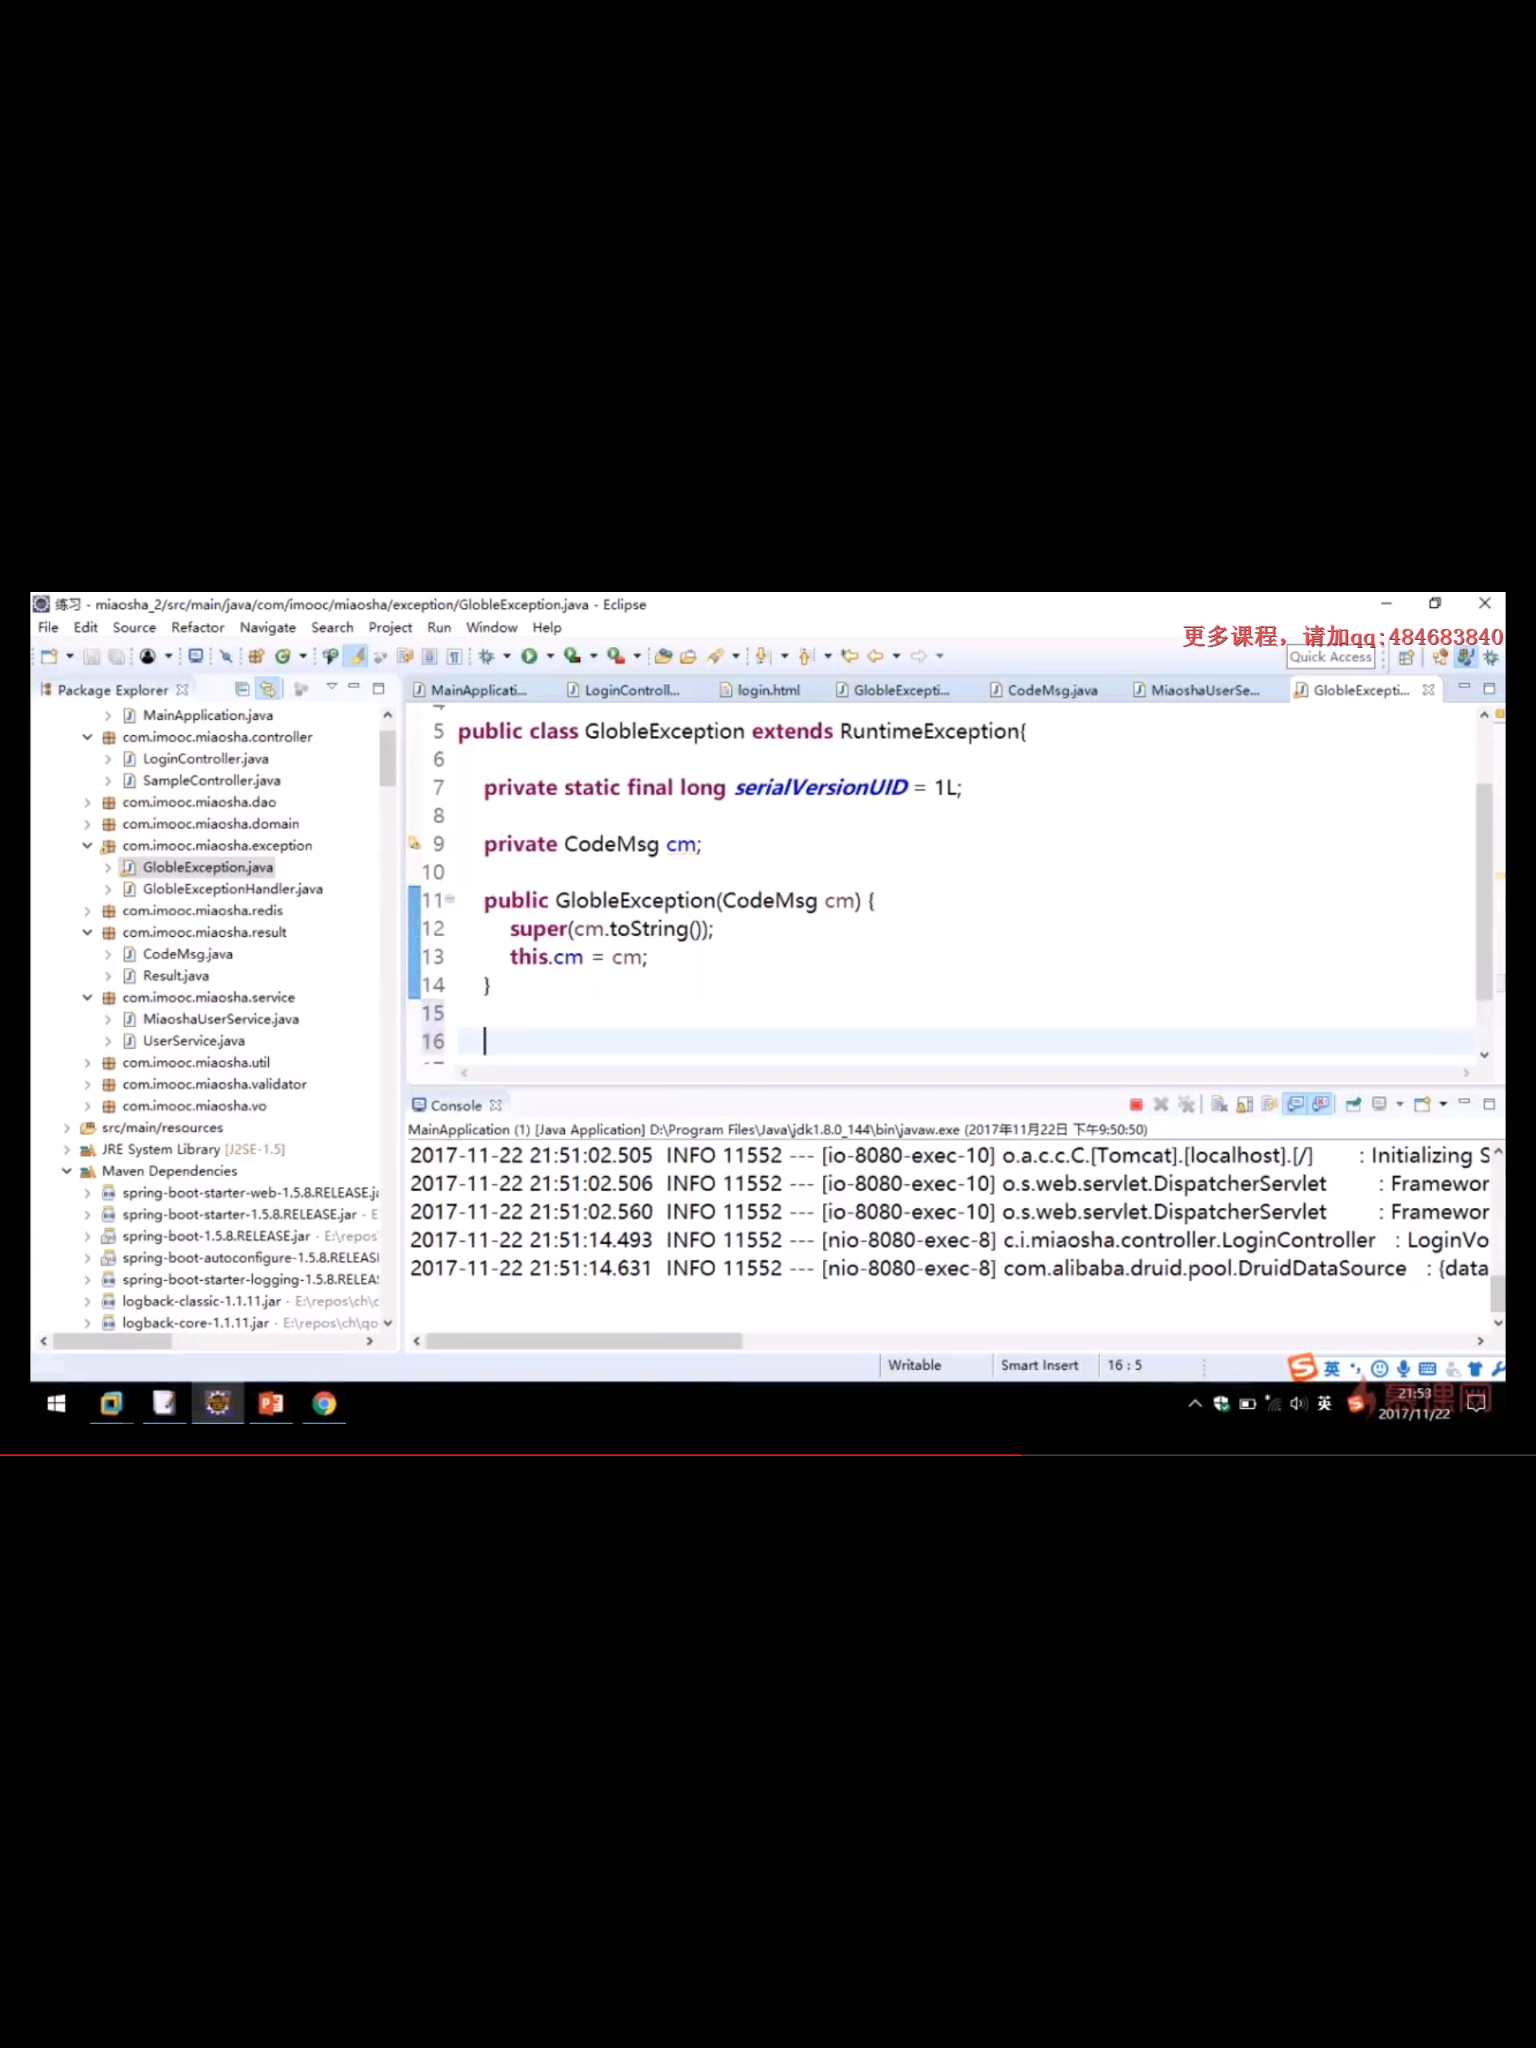 练习 - miaosha_2/src/main/java/com/imooc/miaosha/exception/GlobleException.java - Eclipse
File Edit Source Refactor Navigate Search Project Run Window Help
更多课程，请加qq:484683840
Quick Access
Package Explorer
MainApplicati... LoginControll... login.html GlobleExcepti... CodeMsg.java MiaoshaUserSe... GlobleExcepti...
MainApplication.java
com.imooc.miaosha.controller
LoginController.java
SampleController.java
com.imooc.miaosha.dao
com.imooc.miaosha.domain
com.imooc.miaosha.exception
GlobleException.java
GlobleExceptionHandler.java
com.imooc.miaosha.redis
com.imooc.miaosha.result
CodeMsg.java
Result.java
com.imooc.miaosha.service
MiaoshaUserService.java
UserService.java
com.imooc.miaosha.util
com.imooc.miaosha.validator
com.imooc.miaosha.vo
src/main/resources
JRE System Library [J2SE-1.5]
Maven Dependencies
spring-boot-starter-web-1.5.8.RELEASE.ja
spring-boot-starter-1.5.8.RELEASE.jar - E
spring-boot-1.5.8.RELEASE.jar - E:\repos
spring-boot-autoconfigure-1.5.8.RELEASE
spring-boot-starter-logging-1.5.8.RELEA
logback-classic-1.1.11.jar - E:\repos\ch\c
logback-core-1.1.11.jar - E:\repos\ch\qo
5 public class GlobleException extends RuntimeException{
6
7 private static final long serialVersionUID = 1L;
8
9 private CodeMsg cm;
10
11 public GlobleException(CodeMsg cm) {
12 super(cm.toString());
13 this.cm = cm;
14 }
15
16
Console
MainApplication (1) [Java Application] D:\Program Files\Java\jdk1.8.0_144\bin\javaw.exe (2017年11月22日 下午9:50:50)
2017-11-22 21:51:02.505 INFO 11552 --- [io-8080-exec-10] o.a.c.c.C.[Tomcat].[localhost].[/] : Initializing S
2017-11-22 21:51:02.506 INFO 11552 --- [io-8080-exec-10] o.s.web.servlet.DispatcherServlet : Framewor
2017-11-22 21:51:02.560 INFO 11552 --- [io-8080-exec-10] o.s.web.servlet.DispatcherServlet : Framewor
2017-11-22 21:51:14.493 INFO 11552 --- [nio-8080-exec-8] c.i.miaosha.controller.LoginController : LoginVo
2017-11-22 21:51:14.631 INFO 11552 --- [nio-8080-exec-8] com.alibaba.druid.pool.DruidDataSource : {data
Writable Smart Insert 16 : 5
英
英
慕课网
21:53
2017/11/22